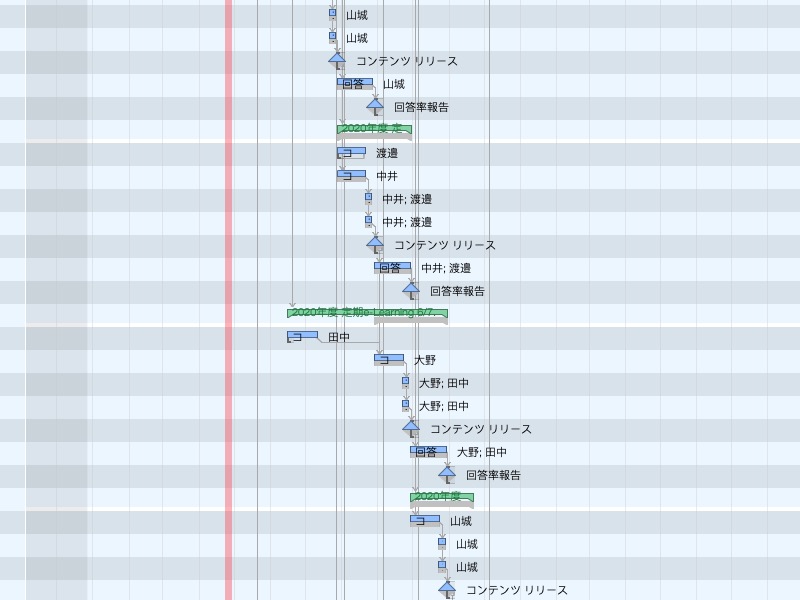 山城
山城
コンテンツ リリース
回答 山城
回答率報告
2020年度 定
コ 渡邉
コ 中井
中井; 渡邉
中井; 渡邉
コンテンツ リリース
回答 中井; 渡邉
回答率報告
2020年度 定期e-Learning 6/7.
コ 田中
コ 大野
大野; 田中
大野; 田中
コンテンツ リリース
回答 大野; 田中
回答率報告
2020年度
コ 山城
山城
山城
コンテンツ リリース